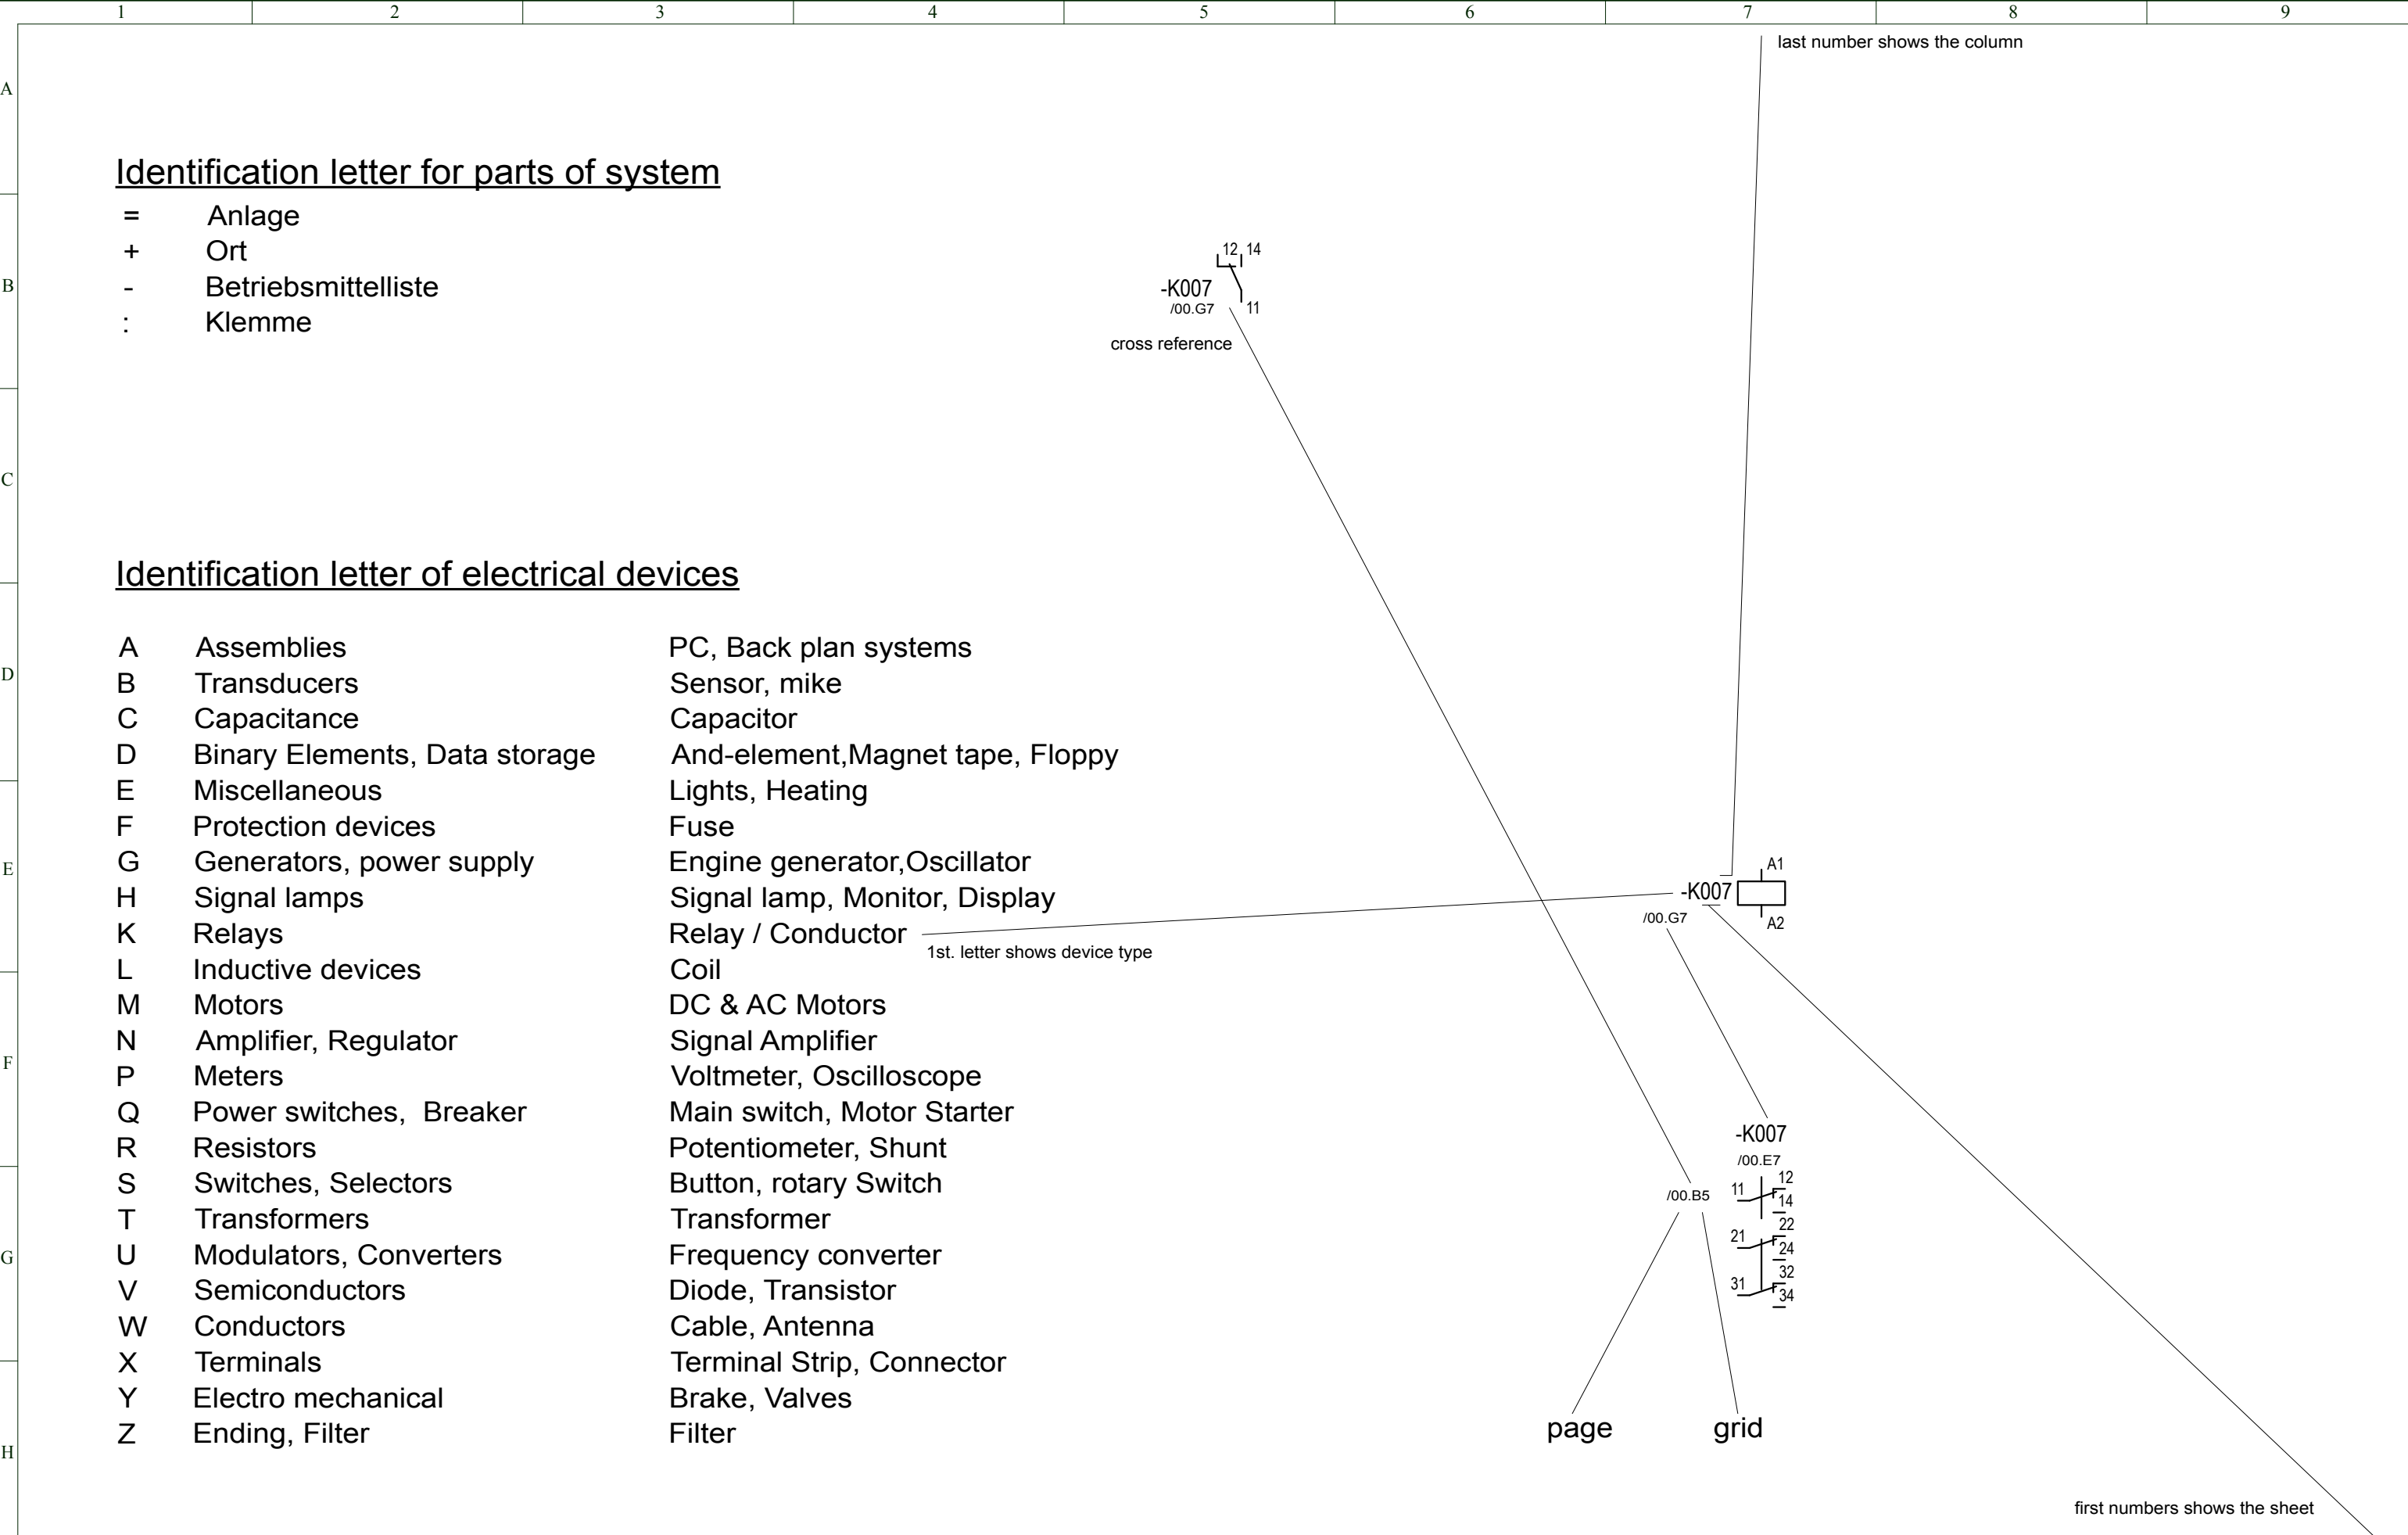 1 2 3 4 5 6 7 8 9
last number shows the column
A
Identification letter for parts of system
= Anlage
+ Ort
- Betriebsmittelliste
: Klemme
B
12 14
-K007
/00.G7 11
cross reference
C
Identification letter of electrical devices
A Assemblies PC, Back plan systems
B Transducers Sensor, mike
C Capacitance Capacitor
D Binary Elements, Data storage And-element,Magnet tape, Floppy
E Miscellaneous Lights, Heating
F Protection devices Fuse
G Generators, power supply Engine generator,Oscillator
H Signal lamps Signal lamp, Monitor, Display
K Relays Relay / Conductor
L Inductive devices Coil
M Motors DC & AC Motors
N Amplifier, Regulator Signal Amplifier
P Meters Voltmeter, Oscilloscope
Q Power switches, Breaker Main switch, Motor Starter
R Resistors Potentiometer, Shunt
S Switches, Selectors Button, rotary Switch
T Transformers Transformer
U Modulators, Converters Frequency converter
V Semiconductors Diode, Transistor
W Conductors Cable, Antenna
X Terminals Terminal Strip, Connector
Y Electro mechanical Brake, Valves
Z Ending, Filter Filter
D
E
1st. letter shows device type
A1
-K007
/00.G7
A2
F
-K007
/00.E7
12
11
14
/00.B5
22
21
24
32
31
34
G
page grid
H
first numbers shows the sheet